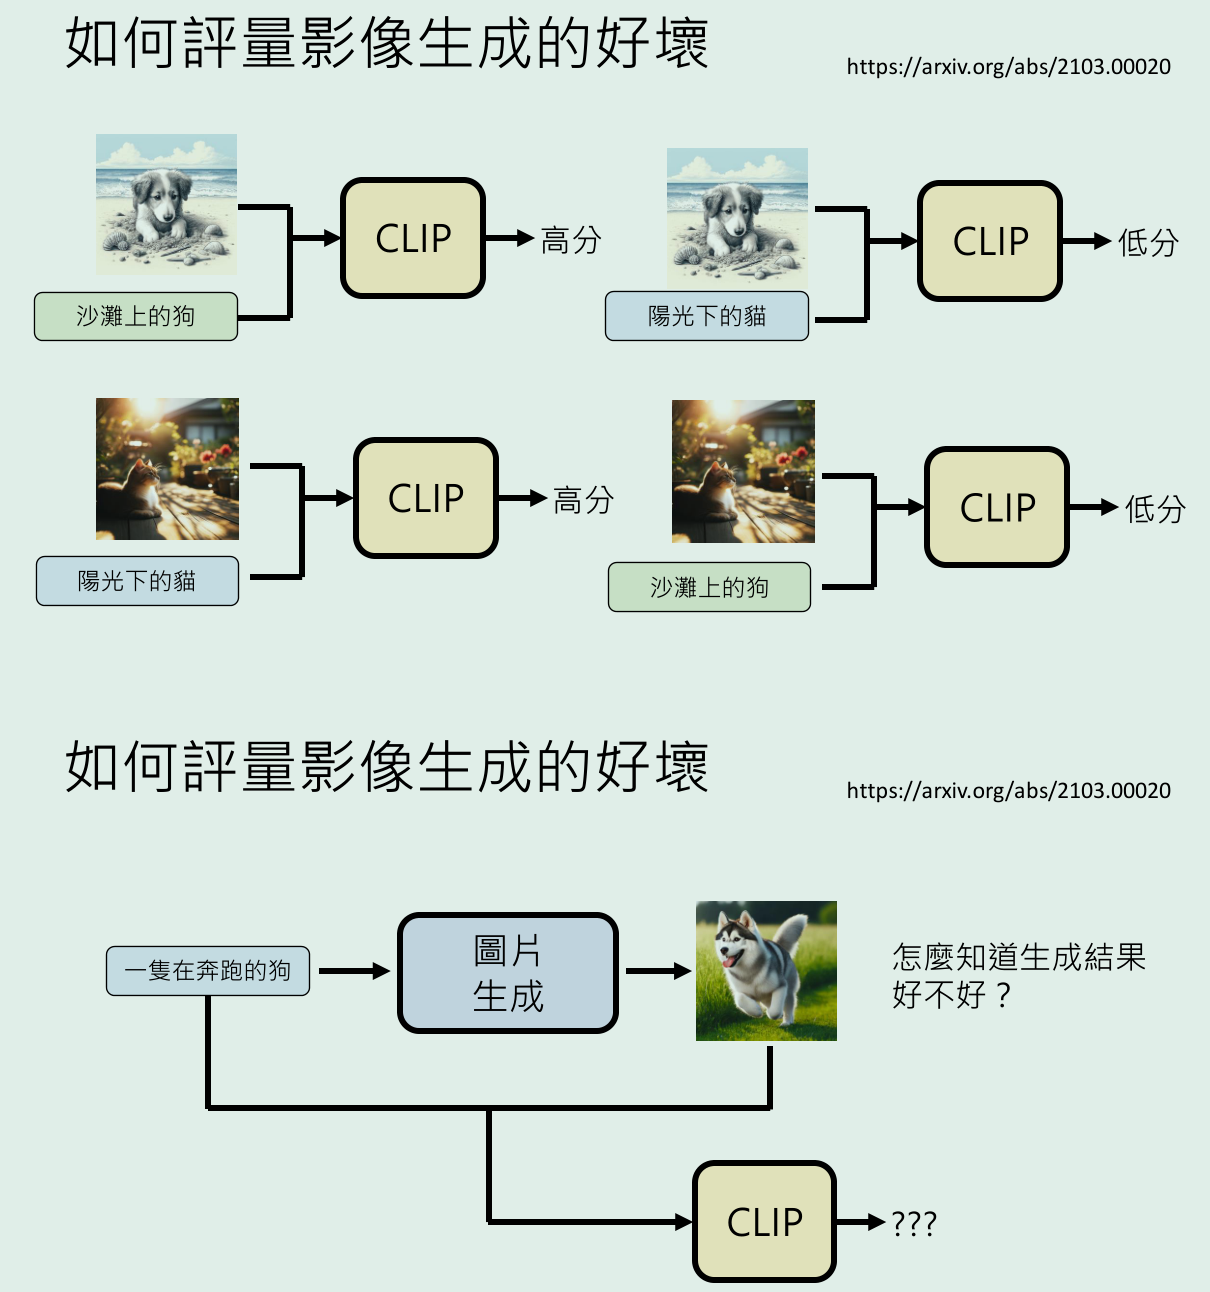 如何評量影像生成的好壞
https://arxiv.org/abs/2103.00020
CLIP
高分
沙灘上的狗
CLIP
低分
陽光下的貓
CLIP
高分
陽光下的貓
CLIP
低分
沙灘上的狗
如何評量影像生成的好壞
https://arxiv.org/abs/2103.00020
一隻在奔跑的狗
圖片
生成
怎麼知道生成結果
好不好？
CLIP
???